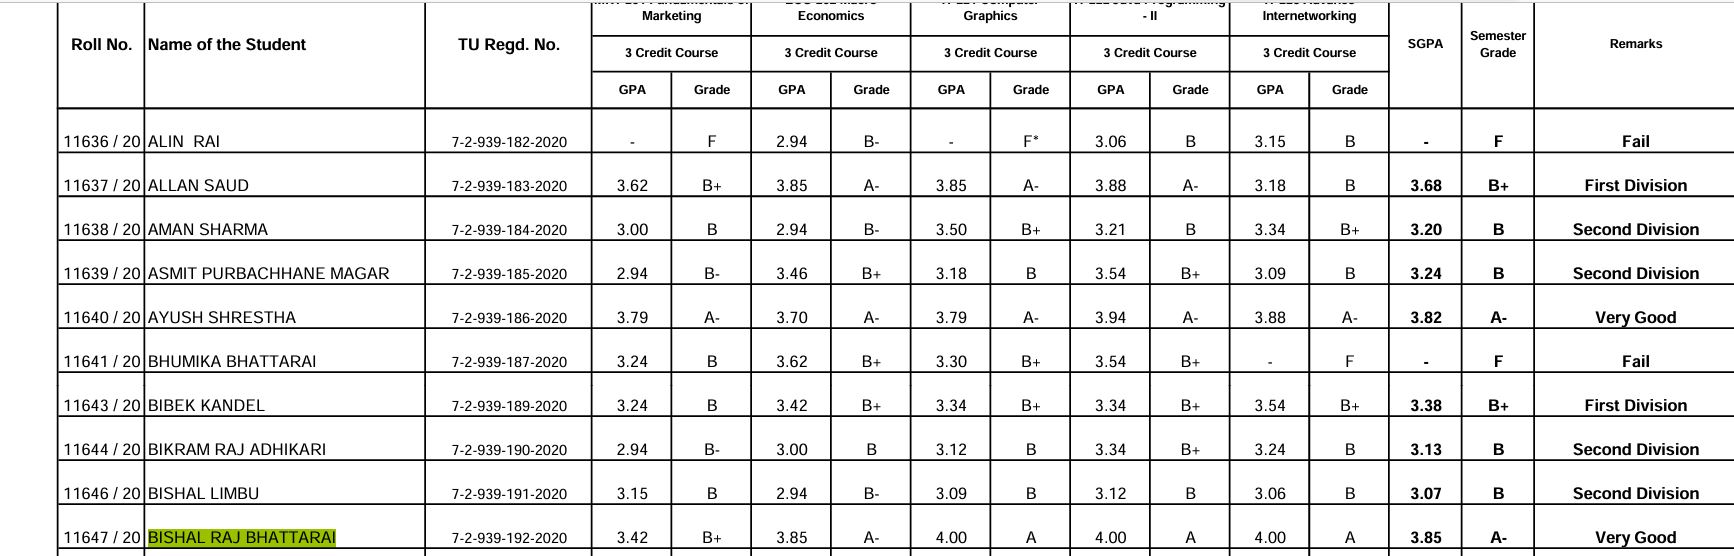 Marketing Economics Graphics - II Internetworking
Roll No. Name of the Student TU Regd. No. 3 Credit Course 3 Credit Course 3 Credit Course 3 Credit Course 3 Credit Course SGPA Semester Grade Remarks
GPA Grade GPA Grade GPA Grade GPA Grade GPA Grade
11636 / 20 ALIN RAI 7-2-939-182-2020 - F 2.94 B- - F* 3.06 B 3.15 B - F Fail
11637 / 20 ALLAN SAUD 7-2-939-183-2020 3.62 B+ 3.85 A- 3.85 A- 3.88 A- 3.18 B 3.68 B+ First Division
11638 / 20 AMAN SHARMA 7-2-939-184-2020 3.00 B 2.94 B- 3.50 B+ 3.21 B 3.34 B+ 3.20 B Second Division
11639 / 20 ASMIT PURBACHHANE MAGAR 7-2-939-185-2020 2.94 B- 3.46 B+ 3.18 B 3.54 B+ 3.09 B 3.24 B Second Division
11640 / 20 AYUSH SHRESTHA 7-2-939-186-2020 3.79 A- 3.70 A- 3.79 A- 3.94 A- 3.88 A- 3.82 A- Very Good
11641 / 20 BHUMIKA BHATTARAI 7-2-939-187-2020 3.24 B 3.62 B+ 3.30 B+ 3.54 B+ - F - F Fail
11643 / 20 BIBEK KANDEL 7-2-939-189-2020 3.24 B 3.42 B+ 3.34 B+ 3.34 B+ 3.54 B+ 3.38 B+ First Division
11644 / 20 BIKRAM RAJ ADHIKARI 7-2-939-190-2020 2.94 B- 3.00 B 3.12 B 3.34 B+ 3.24 B 3.13 B Second Division
11646 / 20 BISHAL LIMBU 7-2-939-191-2020 3.15 B 2.94 B- 3.09 B 3.12 B 3.06 B 3.07 B Second Division
11647 / 20 BISHAL RAJ BHATTARAI 7-2-939-192-2020 3.42 B+ 3.85 A- 4.00 A 4.00 A 4.00 A 3.85 A- Very Good